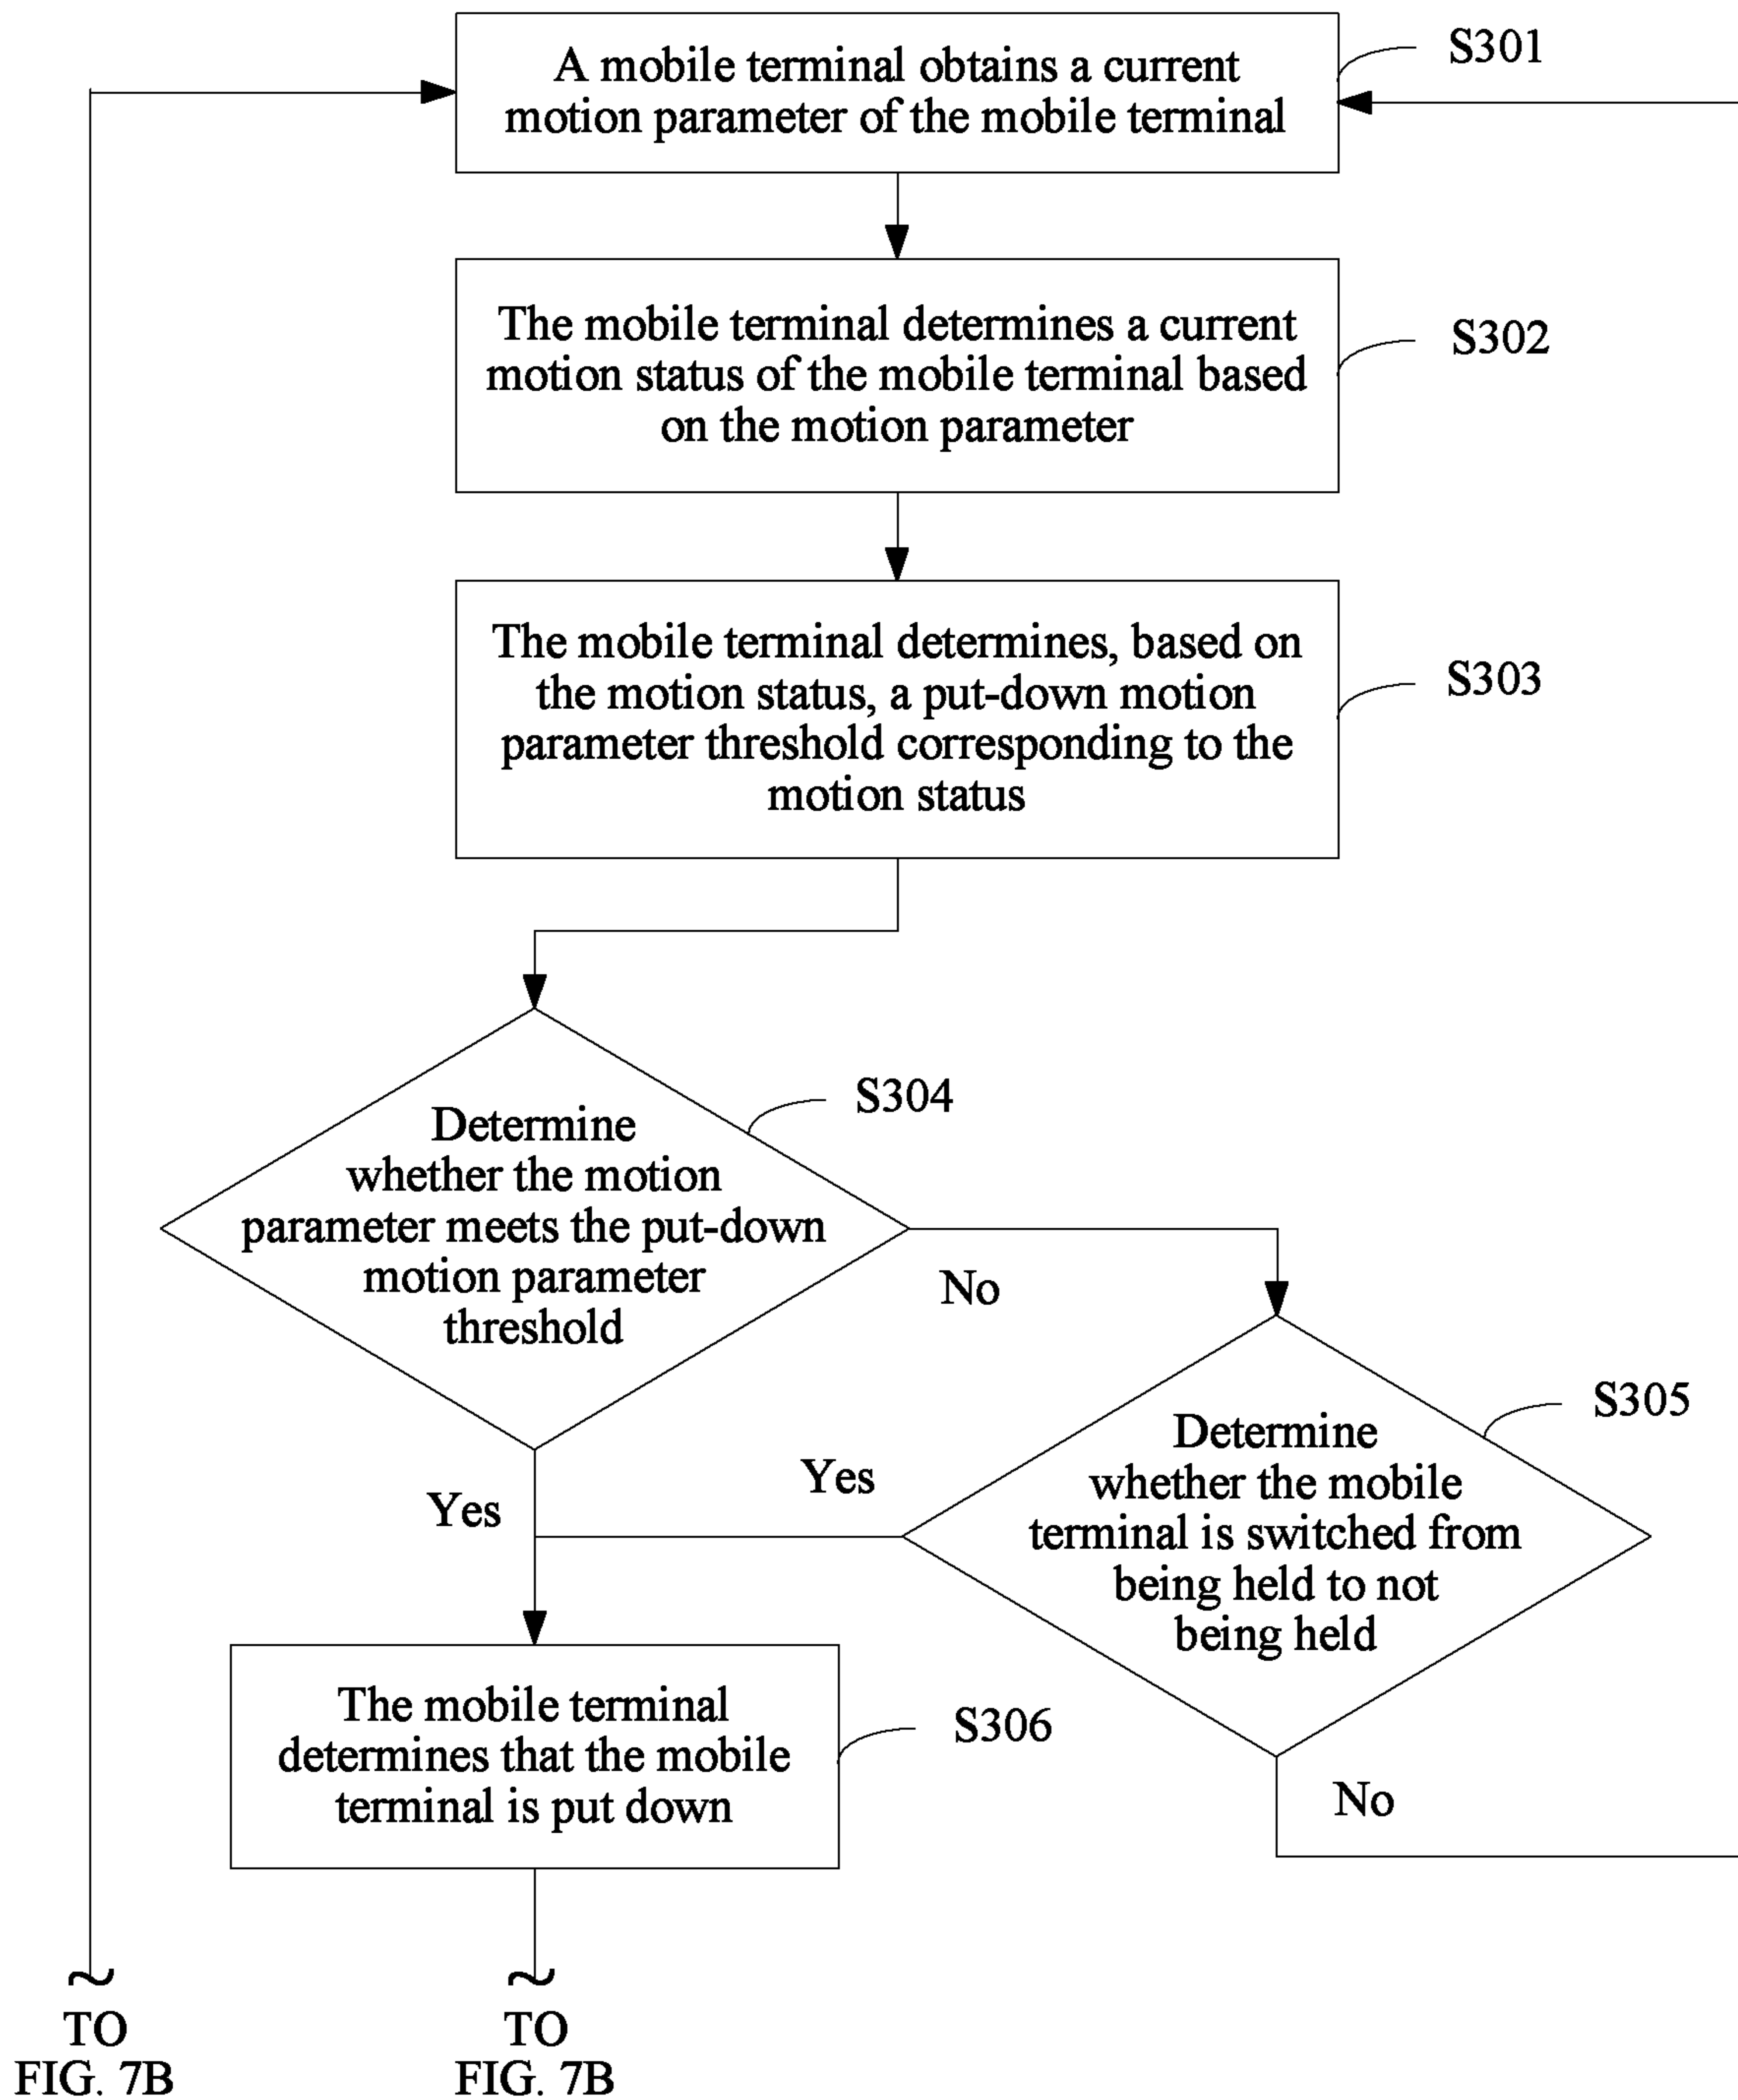 A mobile terminal obtains a current
motion parameter of the mobile terminal
S301
The mobile terminal determines a current
motion status of the mobile terminal based
on the motion parameter
S302
The mobile terminal determines, based on
the motion status, a put-down motion
parameter threshold corresponding to the
motion status
S303
Determine
whether the motion
parameter meets the put-down
motion parameter
threshold
S304
No
Yes
Determine
whether the mobile
terminal is switched from
being held to not
being held
S305
Yes
No
The mobile terminal
determines that the mobile
terminal is put down
S306
TO
FIG. 7B
TO
FIG. 7B